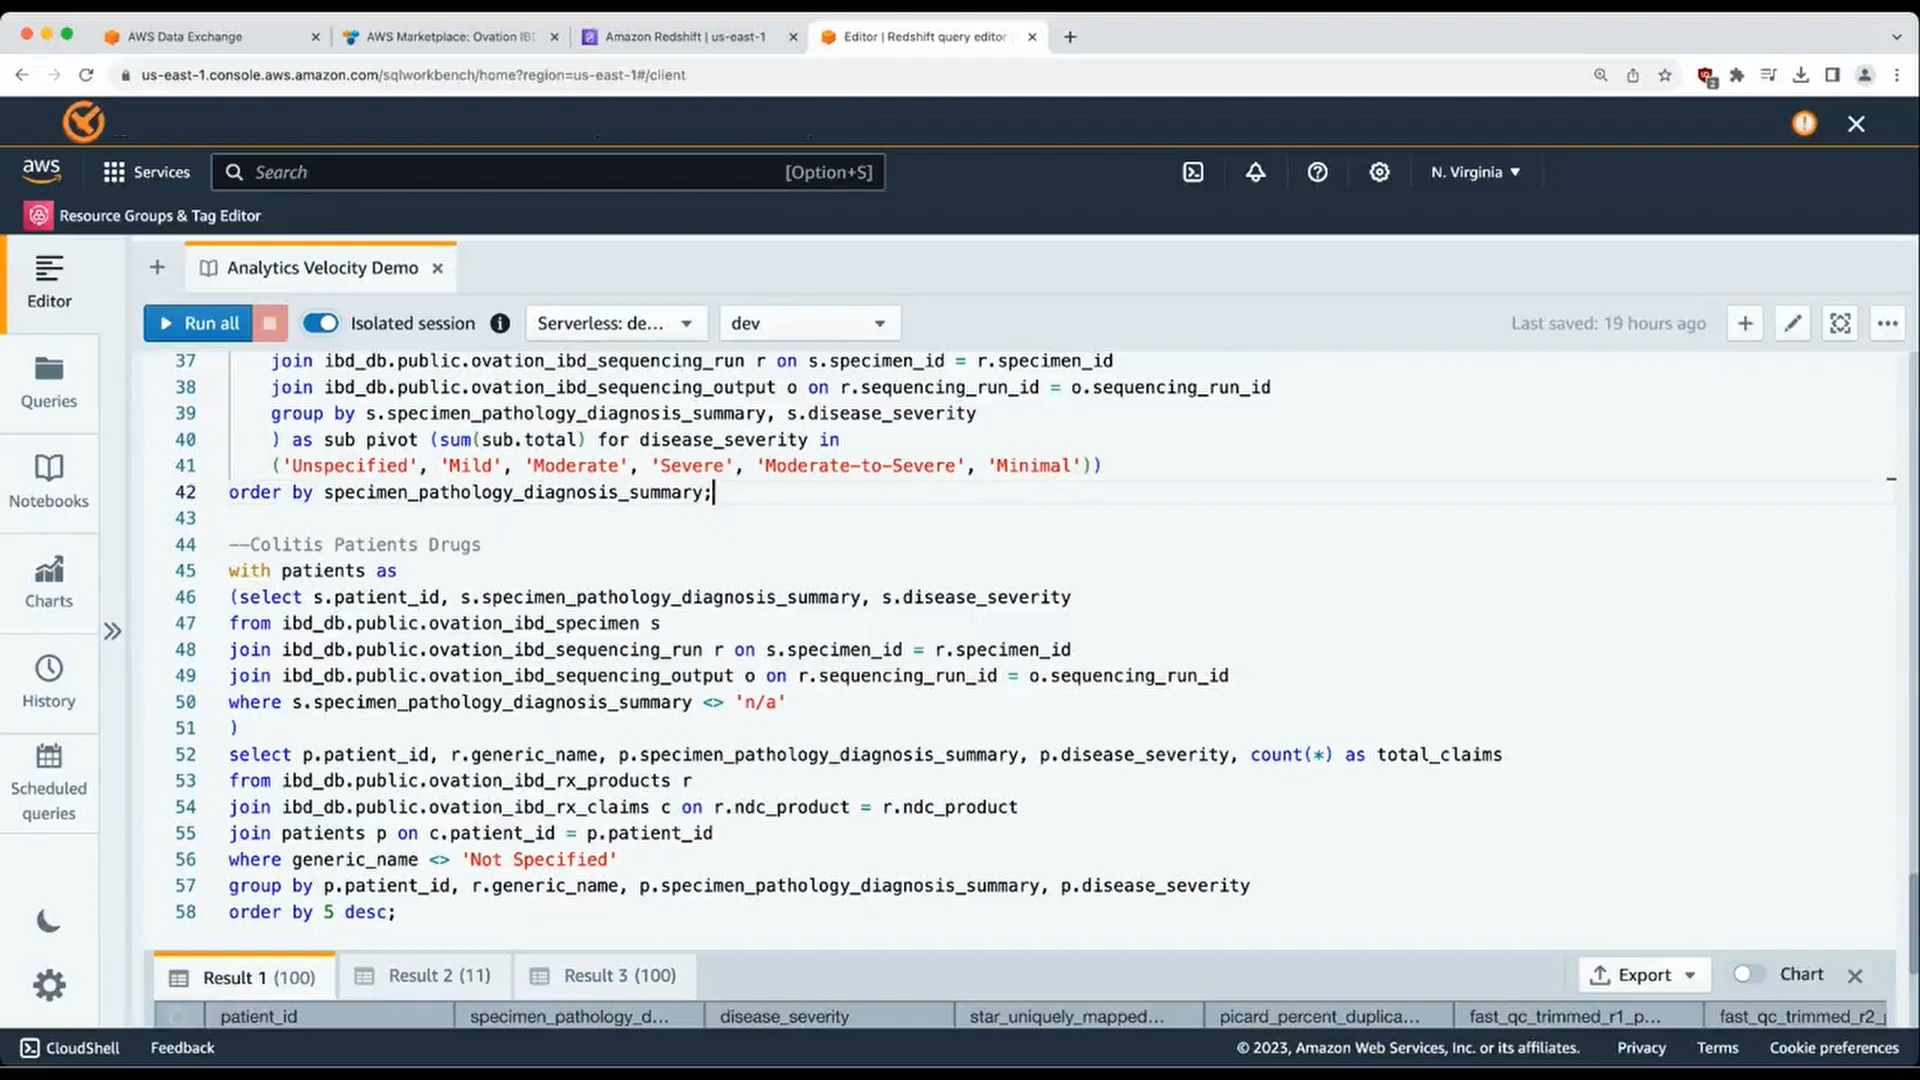 AWS Data Exchange
AWS Marketplace: Ovation IBD
Amazon Redshift | us-east-1
Editor | Redshift query editor
us-east-1.console.aws.amazon.com/sqlworkbench/home?region=us-east-1#/client
2
aws
Services
Search
[Option+S]
N. Virginia
Resource Groups & Tag Editor
Editor
Analytics Velocity Demo
Run all
Isolated session
Serverless: de...
dev
Last saved: 19 hours ago
37 join ibd_db.public.ovation_ibd_sequencing_run r on s.specimen_id = r.specimen_id
38 join ibd_db.public.ovation_ibd_sequencing_output o on r.sequencing_run_id = o.sequencing_run_id
39 group by s.specimen_pathology_diagnosis_summary, s.disease_severity
40 ) as sub pivot (sum(sub.total) for disease_severity in
41 ('Unspecified', 'Mild', 'Moderate', 'Severe', 'Moderate-to-Severe', 'Minimal'))
42 order by specimen_pathology_diagnosis_summary;
43
44 --Colitis Patients Drugs
45 with patients as
46 (select s.patient_id, s.specimen_pathology_diagnosis_summary, s.disease_severity
47 from ibd_db.public.ovation_ibd_specimen s
48 join ibd_db.public.ovation_ibd_sequencing_run r on s.specimen_id = r.specimen_id
49 join ibd_db.public.ovation_ibd_sequencing_output o on r.sequencing_run_id = o.sequencing_run_id
50 where s.specimen_pathology_diagnosis_summary <> 'n/a'
51 )
52 select p.patient_id, r.generic_name, p.specimen_pathology_diagnosis_summary, p.disease_severity, count(*) as total_claims
53 from ibd_db.public.ovation_ibd_rx_products r
54 join ibd_db.public.ovation_ibd_rx_claims c on r.ndc_product = r.ndc_product
55 join patients p on c.patient_id = p.patient_id
56 where generic_name <> 'Not Specified'
57 group by p.patient_id, r.generic_name, p.specimen_pathology_diagnosis_summary, p.disease_severity
58 order by 5 desc;
Queries
Notebooks
Charts
History
Scheduled
queries
Result 1 (100)
Result 2 (11)
Result 3 (100)
Export
Chart
patient_id
specimen_pathology_d...
disease_severity
star_uniquely_mapped...
picard_percent_duplica...
fast_qc_trimmed_r1_p...
fast_qc_trimmed_r2_
CloudShell
Feedback
© 2023, Amazon Web Services, Inc. or its affiliates.
Privacy
Terms
Cookie preferences